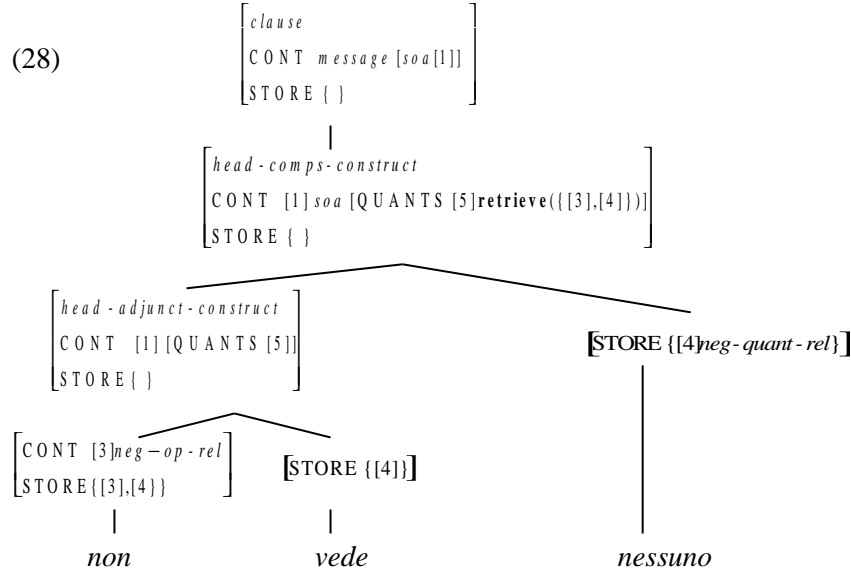 (28)
clause
CONT message [soa[1]]
STORE { }
head-comps-construct
CONT [1] soa [QUANTS [5]retrieve({[3],[4]})]
STORE { }
head-adjunct-construct
CONT [1] [QUANTS [5]]
STORE{ }
[STORE {[4]neg-quant-rel}]
CONT [3]neg–op-rel
STORE{[3],[4}}
[STORE {[4]}]
non vede nessuno